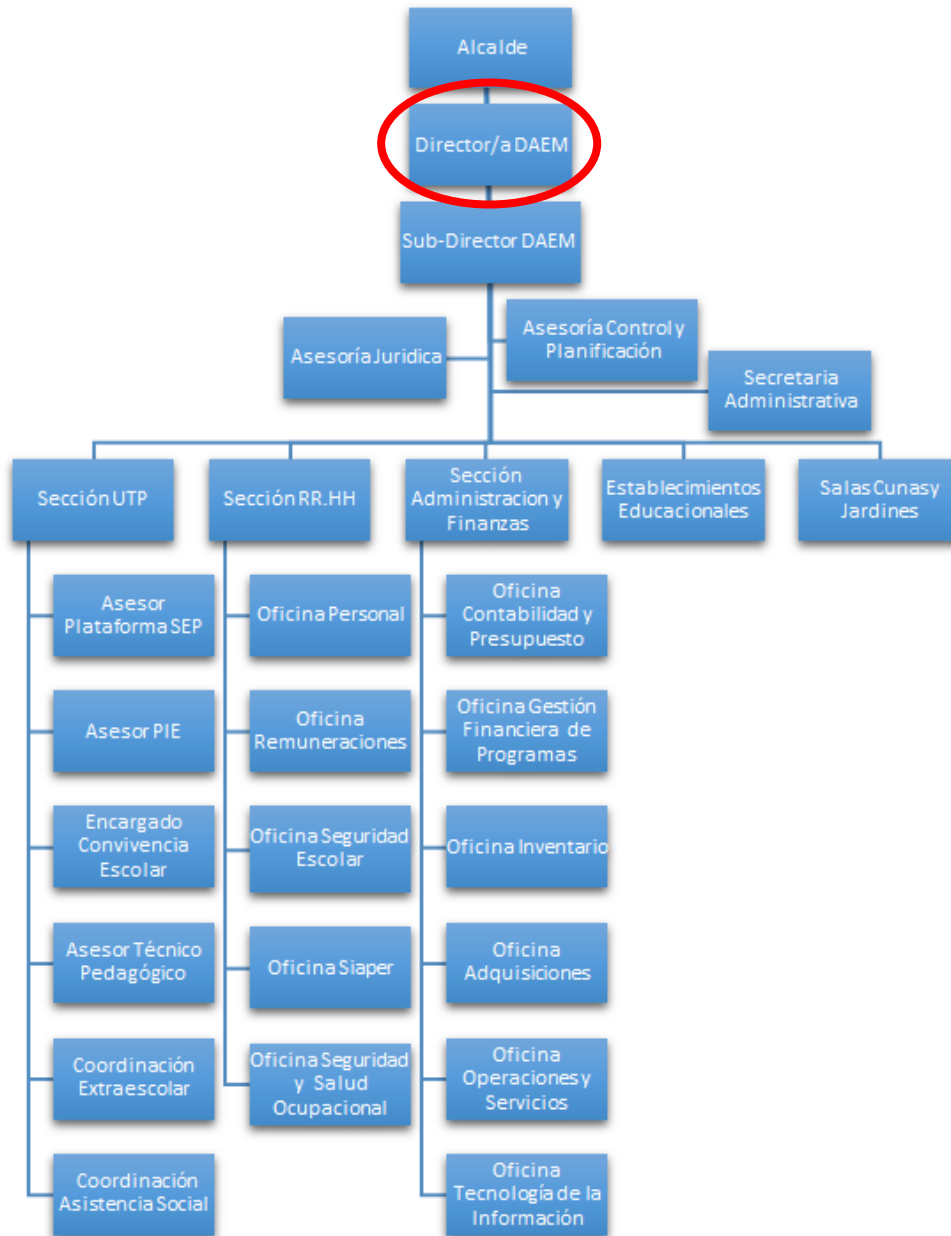 Alcalde
Director/a DAEM
Sub-Director DAEM
Asesoría Juridica
Asesoría Control y
Planificación
Secretaria
Administrativa
Sección UTP
Sección RR.HH
Sección
Administracion y
Finanzas
Establecimientos
Educacionales
Salas Cunas y
Jardines
Asesor
Plataforma SEP
Asesor PIE
Encargado
Convivencia
Escolar
Asesor Técnico
Pedagógico
Coordinación
Extraescolar
Coordinación
Asistencia Social
Oficina Personal
Oficina
Remuneraciones
Oficina Seguridad
Escolar
Oficina Siaper
Oficina Seguridad
y Salud
Ocupacional
Oficina
Contabilidad y
Presupuesto
Oficina Gestión
Financiera de
Programas
Oficina Inventario
Oficina
Adquisiciones
Oficina
Operaciones y
Servicios
Oficina
Tecnología de la
Información